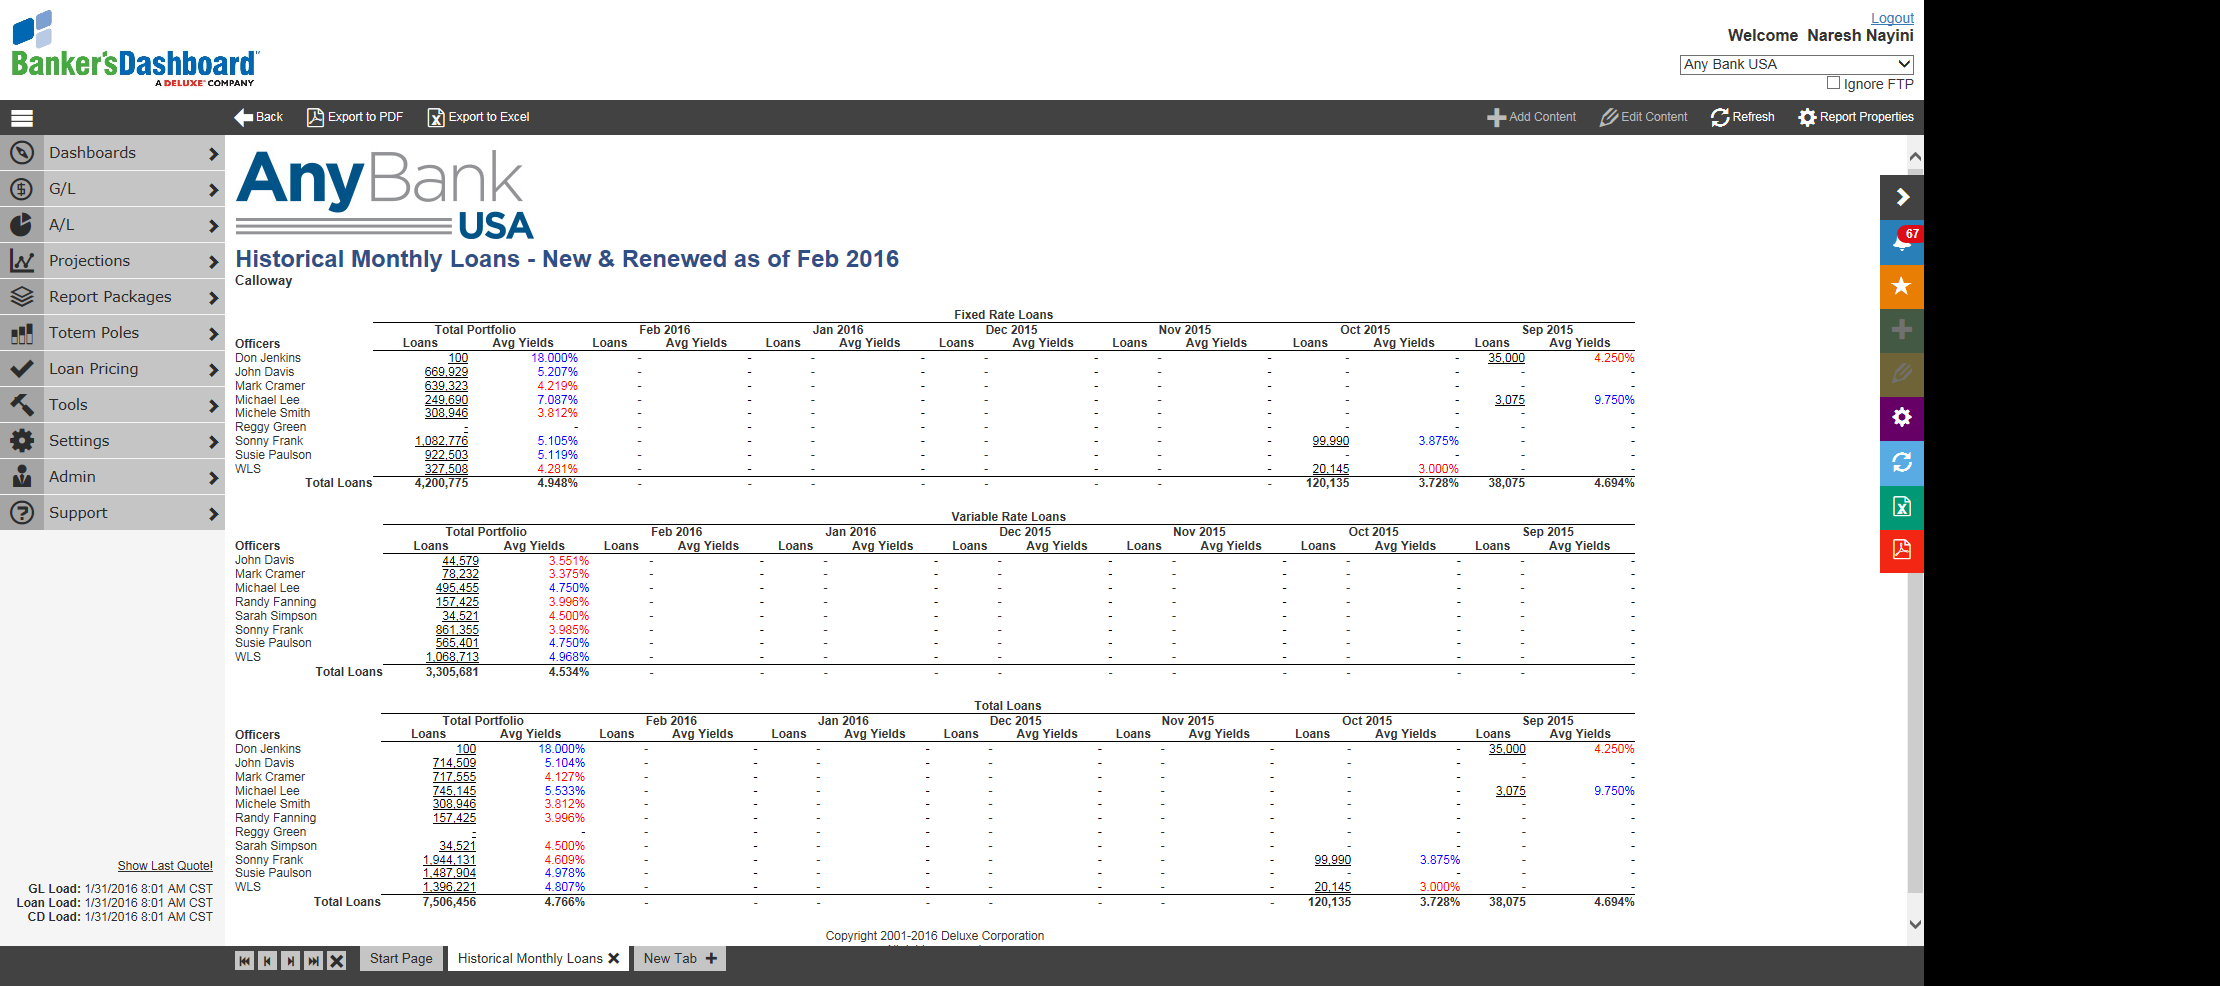 Banker'sDashboard
A DELUXE COMPANY
Logout
Welcome Naresh Nayini
Any Bank USA
Ignore FTP
Back Export to PDF Export to Excel Add Content Edit Content Refresh Report Properties
Dashboards
G/L
A/L
Projections
Report Packages
Totem Poles
Loan Pricing
Tools
Settings
Admin
Support
Show Last Quote!
GL Load: 1/31/2016 8:01 AM CST
Loan Load: 1/31/2016 8:01 AM CST
CD Load: 1/31/2016 8:01 AM CST
AnyBank
USA
67
Historical Monthly Loans - New & Renewed as of Feb 2016
Calloway
Fixed Rate Loans
Total Portfolio Feb 2016 Jan 2016 Dec 2015 Nov 2015 Oct 2015 Sep 2015
Officers Loans Avg Yields Loans Avg Yields Loans Avg Yields Loans Avg Yields Loans Avg Yields Loans Avg Yields Loans Avg Yields
Don Jenkins 100 18.000% - - - - - - - - - - 35,000 4.250%
John Davis 669,929 5.207% - - - - - - - - - - - -
Mark Cramer 639,323 4.219% - - - - - - - - - - - -
Michael Lee 249,690 7.087% - - - - - - - - - - 3,075 9.750%
Michele Smith 308,946 3.812% - - - - - - - - - - - -
Reggy Green - - - - - - - - - - - - - -
Sonny Frank 1,082,776 5.105% - - - - - - - - 99,990 3.875% - -
Susie Paulson 922,503 5.119% - - - - - - - - - - - -
WLS 327,508 4.281% - - - - - - - - 20,145 3.000% - -
Total Loans 4,200,775 4.948% - - - - - - - - 120,135 3.728% 38,075 4.694%
Variable Rate Loans
Total Portfolio Feb 2016 Jan 2016 Dec 2015 Nov 2015 Oct 2015 Sep 2015
Officers Loans Avg Yields Loans Avg Yields Loans Avg Yields Loans Avg Yields Loans Avg Yields Loans Avg Yields Loans Avg Yields
John Davis 44,579 3.551% - - - - - - - - - - - -
Mark Cramer 78,232 3.375% - - - - - - - - - - - -
Michael Lee 495,455 4.750% - - - - - - - - - - - -
Randy Fanning 157,425 3.996% - - - - - - - - - - - -
Sarah Simpson 34,521 4.500% - - - - - - - - - - - -
Sonny Frank 861,355 3.985% - - - - - - - - - - - -
Susie Paulson 565,401 4.750% - - - - - - - - - - - -
WLS 1,068,713 4.968% - - - - - - - - - - - -
Total Loans 3,305,681 4.534% - - - - - - - - - - - -
Total Loans
Total Portfolio Feb 2016 Jan 2016 Dec 2015 Nov 2015 Oct 2015 Sep 2015
Officers Loans Avg Yields Loans Avg Yields Loans Avg Yields Loans Avg Yields Loans Avg Yields Loans Avg Yields Loans Avg Yields
Don Jenkins 100 18.000% - - - - - - - - - - 35,000 4.250%
John Davis 714,509 5.104% - - - - - - - - - - - -
Mark Cramer 717,555 4.127% - - - - - - - - - - - -
Michael Lee 745,145 5.533% - - - - - - - - - - 3,075 9.750%
Michele Smith 308,946 3.812% - - - - - - - - - - - -
Randy Fanning 157,425 3.996% - - - - - - - - - - - -
Reggy Green - - - - - - - - - - - - - -
Sarah Simpson 34,521 4.500% - - - - - - - - - - - -
Sonny Frank 1,944,131 4.609% - - - - - - - - 99,990 3.875% - -
Susie Paulson 1,487,904 4.978% - - - - - - - - - - - -
WLS 1,396,221 4.807% - - - - - - - - 20,145 3.000% - -
Total Loans 7,506,456 4.766% - - - - - - - - 120,135 3.728% 38,075 4.694%
Copyright 2001-2016 Deluxe Corporation
Start Page Historical Monthly Loans New Tab